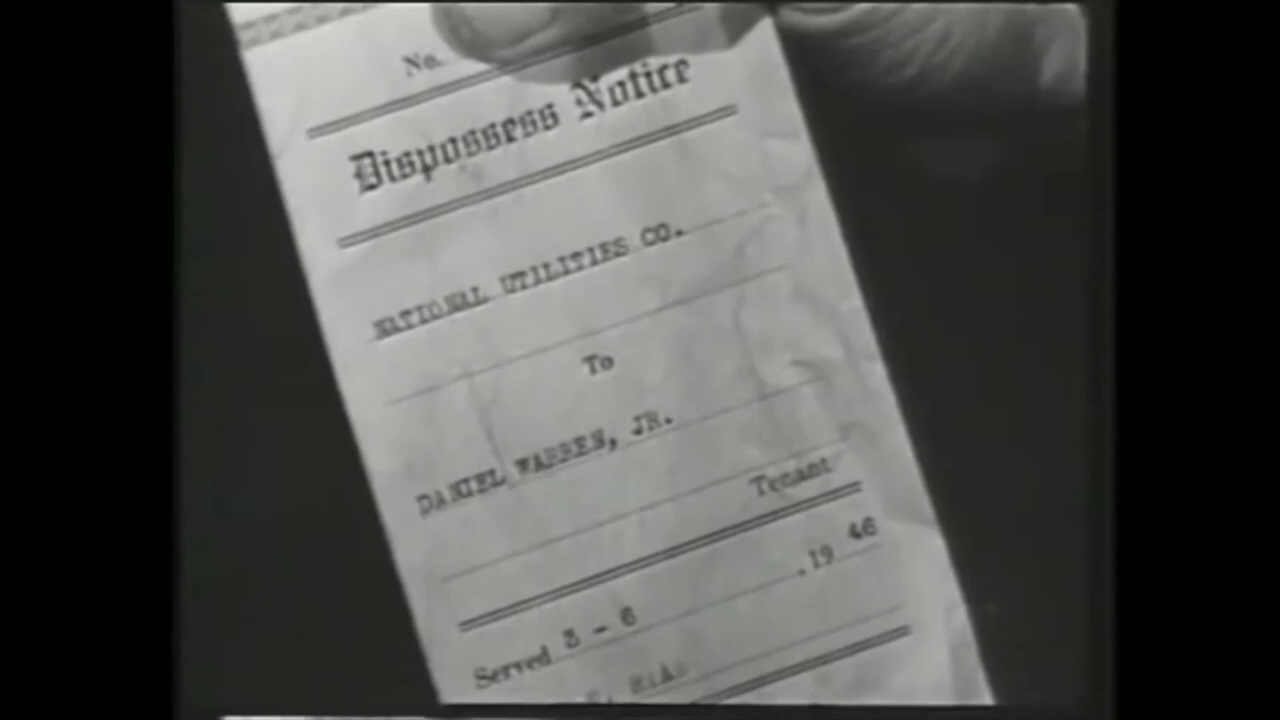 No.
Dispossess Notice
NATIONAL UTILITIES CO.
To
DANIEL WARREN, JR.
Tenant
Served 3 - 6 , 19 46